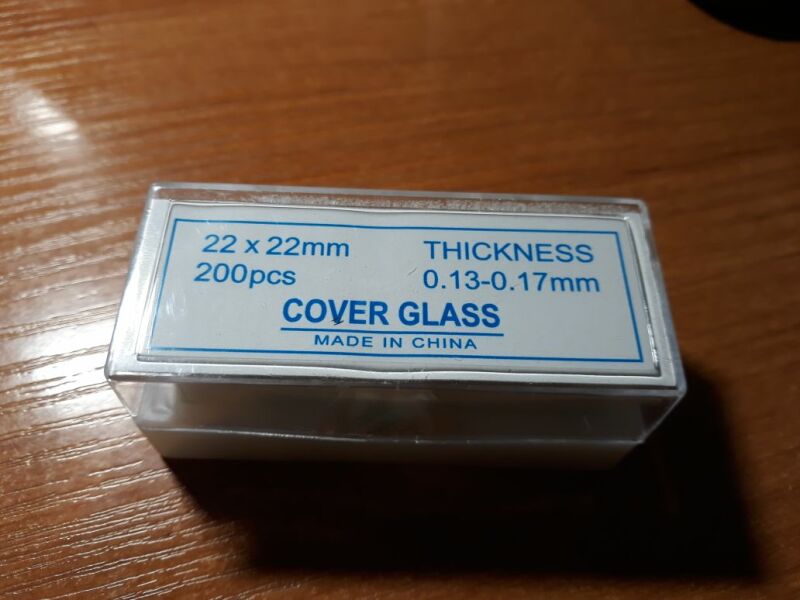 22 x 22mm THICKNESS
200pcs 0.13-0.17mm
COVER GLASS
MADE IN CHINA